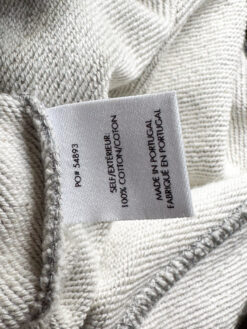 PO# 54893
SELF/EXTÉRIEUR
100% COTTON/COTON
MADE IN PORTUGAL
FABRIQUÉ EN PORTUGAL